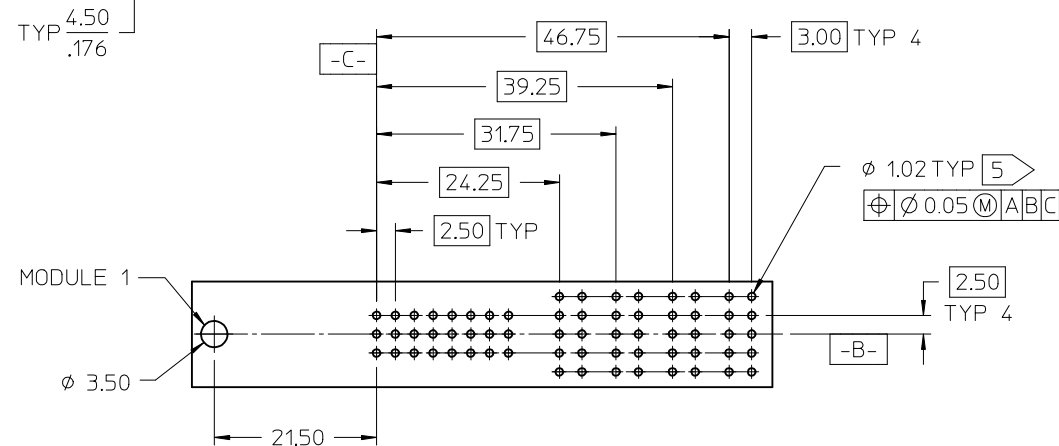 TYP 4.50
.176
-C-
46.75
3.00 TYP 4
39.25
31.75
24.25
2.50 TYP
⌀ 1.02 TYP 5
⌖ ⌀ 0.05 Ⓜ A B C
MODULE 1
2.50
TYP 4
-B-
⌀ 3.50
21.50